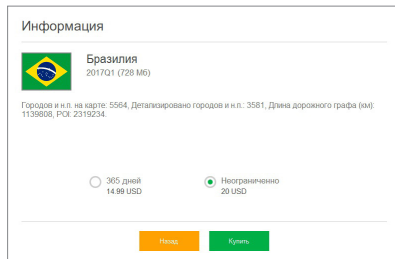 Информация
Бразилия
2017Q1 (728 Мб)
Городов и н.п. на карте: 5564, Детализировано городов и н.п.: 3581, Длина дорожного графа (км):
1139808, POI: 2319234.
365 дней
Неограниченно
14.99 USD
20 USD
Назад
Купить